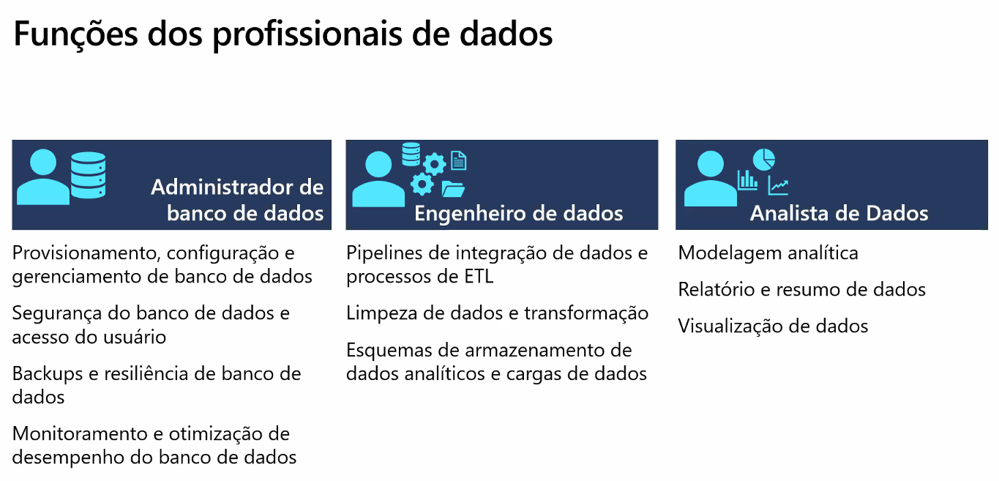 Funções dos profissionais de dados
Administrador de
banco de dados
Provisionamento, configuração e
gerenciamento de banco de dados
Segurança do banco de dados e
acesso do usuário
Backups e resiliência de banco de
dados
Monitoramento e otimização de
desempenho do banco de dados
Engenheiro de dados
Pipelines de integração de dados e
processos de ETL
Limpeza de dados e transformação
Esquemas de armazenamento de
dados analíticos e cargas de dados
Analista de Dados
Modelagem analítica
Relatório e resumo de dados
Visualização de dados